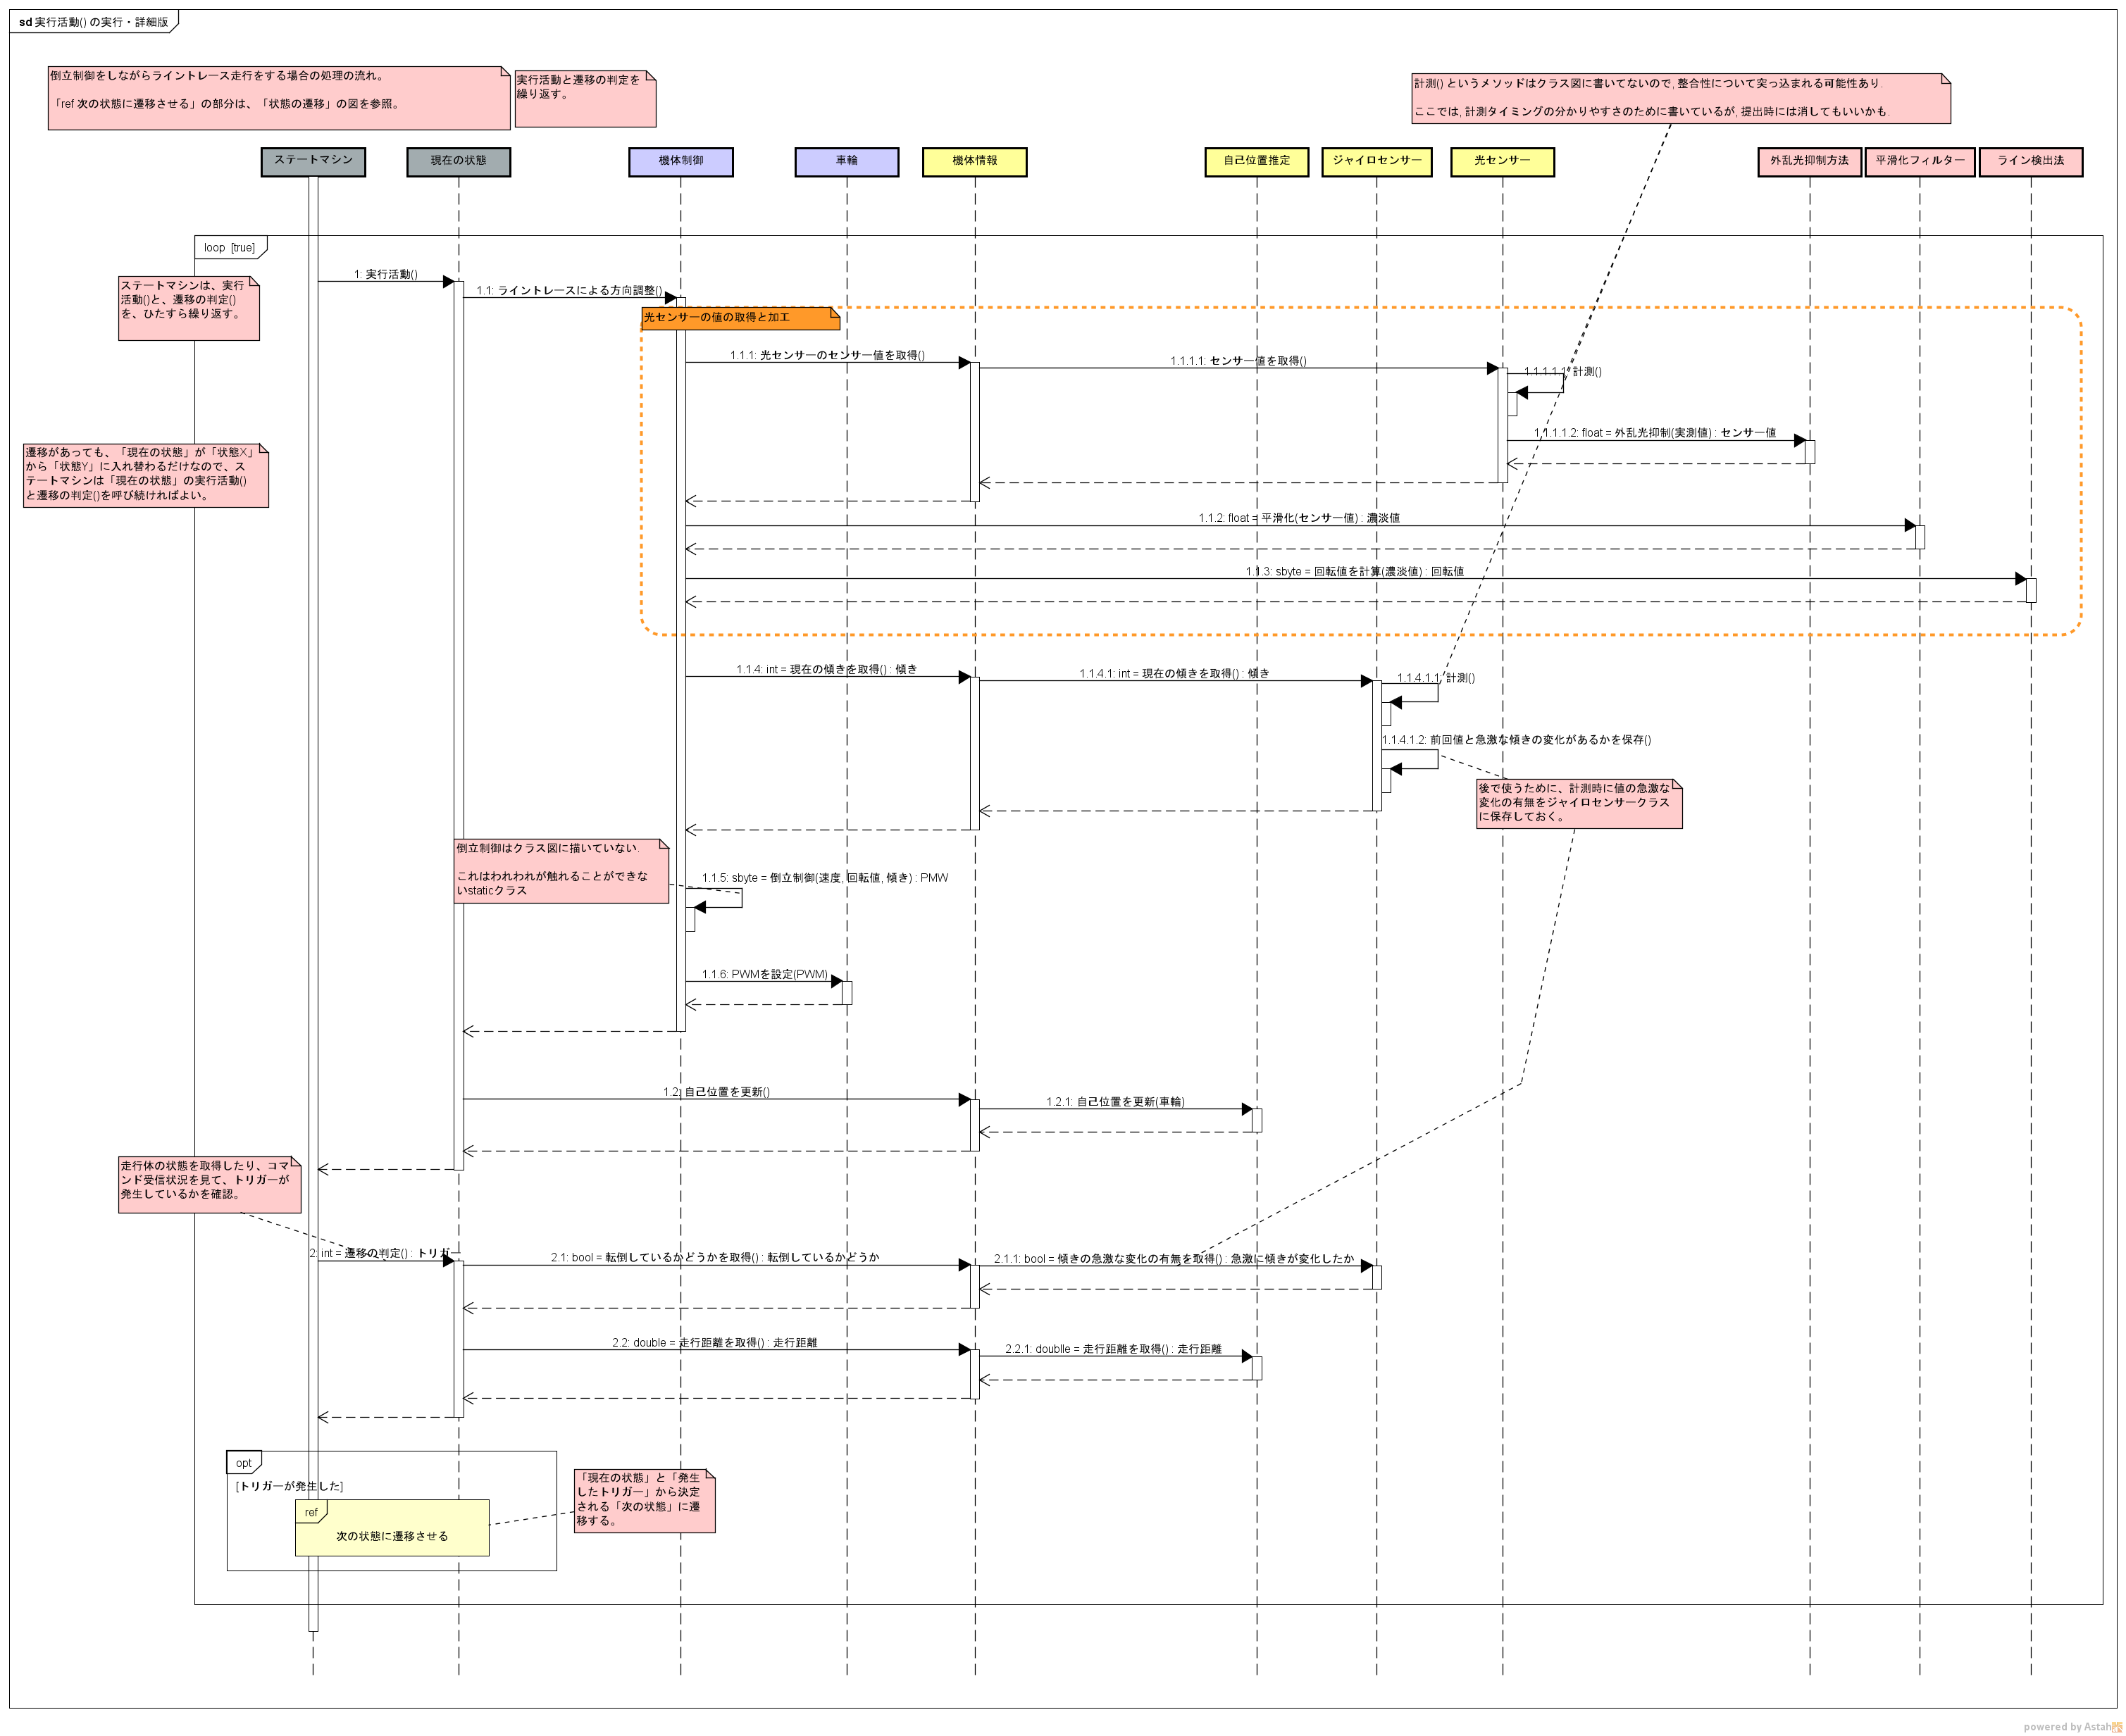 sd 実行活動() の実行・詳細版
倒立制御をしながらライントレース走行をする場合の処理の流れ。
「ref 次の状態に遷移させる」の部分は、「状態の遷移」の図を参照。
実行活動と遷移の判定を
繰り返す。
計測() というメソッドはクラス図に書いてないので, 整合性について突っ込まれる可能性あり.
ここでは, 計測タイミングの分かりやすさのために書いているが, 提出時には消してもいいかも.
ステートマシン
現在の状態
機体制御
車輪
機体情報
自己位置推定
ジャイロセンサー
光センサー
外乱光抑制方法
平滑化フィルター
ライン検出法
loop [true]
1: 実行活動()
ステートマシンは、実行
活動()と、遷移の判定()
を、ひたすら繰り返す。
1.1: ライントレースによる方向調整()
光センサーの値の取得と加工
1.1.1: 光センサーのセンサー値を取得()
1.1.1.1: センサー値を取得()
1.1.1.1.1: 計測()
1.1.1.1.2: float = 外乱光抑制(実測値) : センサー値
遷移があっても、「現在の状態」が「状態X」
から「状態Y」に入れ替わるだけなので、ス
テートマシンは「現在の状態」の実行活動()
と遷移の判定()を呼び続ければよい。
1.1.2: float = 平滑化(センサー値) : 濃淡値
1.1.3: sbyte = 回転値を計算(濃淡値) : 回転値
1.1.4: int = 現在の傾きを取得() : 傾き
1.1.4.1: int = 現在の傾きを取得() : 傾き
1.1.4.1.1: 計測()
1.1.4.1.2: 前回値と急激な傾きの変化があるかを保存()
後で使うために、計測時に値の急激な
変化の有無をジャイロセンサークラス
に保存しておく。
倒立制御はクラス図に描いていない.
これはわれわれが触れることができな
いstaticクラス
1.1.5: sbyte = 倒立制御(速度, 回転値, 傾き) : PMW
1.1.6: PWMを設定(PWM)
1.2: 自己位置を更新()
1.2.1: 自己位置を更新(車輪)
走行体の状態を取得したり、コマ
ンド受信状況を見て、トリガーが
発生しているかを確認。
2: int = 遷移の判定() : トリガー
2.1: bool = 転倒しているかどうかを取得() : 転倒しているかどうか
2.1.1: bool = 傾きの急激な変化の有無を取得() : 急激に傾きが変化したか
2.2: double = 走行距離を取得() : 走行距離
2.2.1: doublle = 走行距離を取得() : 走行距離
opt
[トリガーが発生した]
ref
次の状態に遷移させる
「現在の状態」と「発生
したトリガー」から決定
される「次の状態」に遷
移する。
powered by Astah